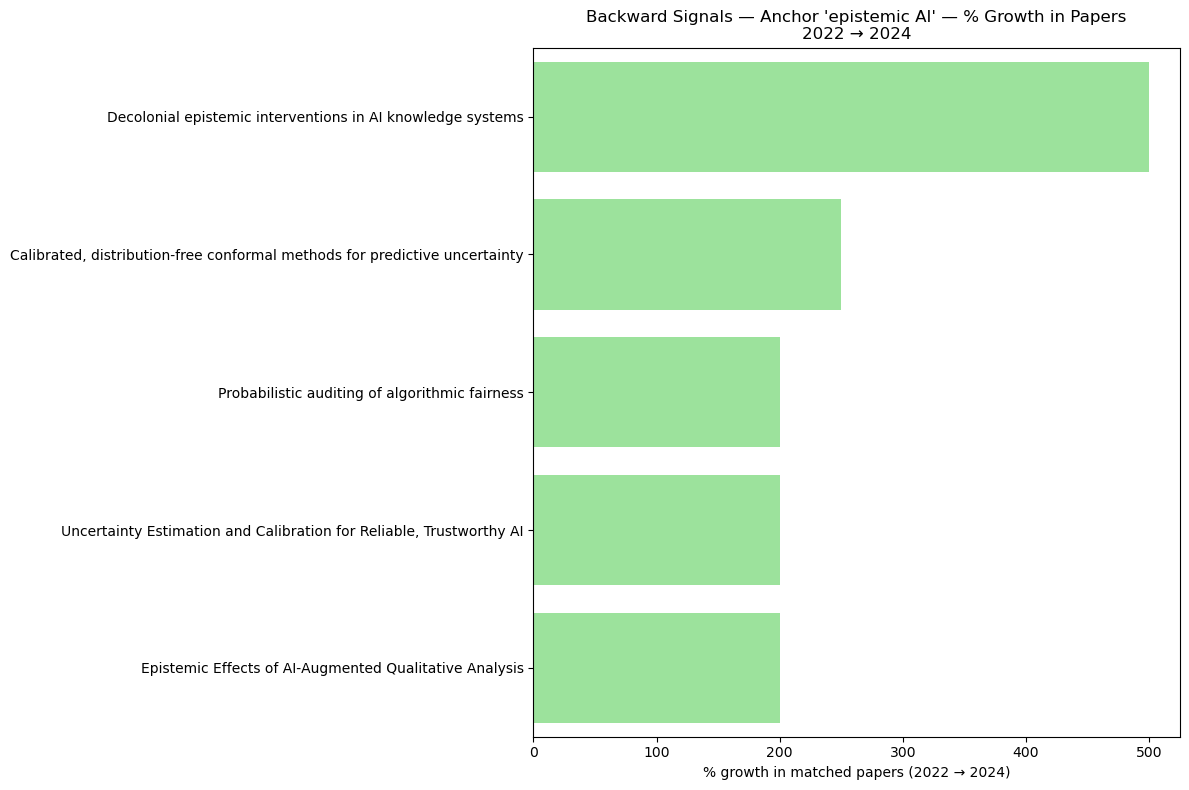 Backward Signals — Anchor 'epistemic AI' — % Growth in Papers
2022 → 2024
Decolonial epistemic interventions in AI knowledge systems
Calibrated, distribution-free conformal methods for predictive uncertainty
Probabilistic auditing of algorithmic fairness
Uncertainty Estimation and Calibration for Reliable, Trustworthy AI
Epistemic Effects of AI-Augmented Qualitative Analysis
0 100 200 300 400 500
% growth in matched papers (2022 → 2024)